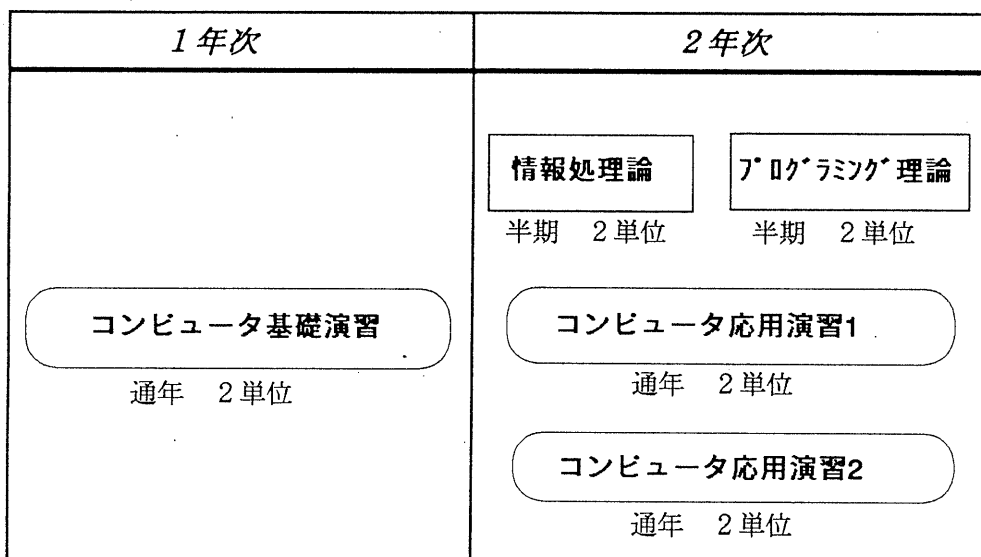 1年次
2年次
情報処理論
ﾌﾟﾛｸﾞﾗﾐﾝｸﾞ理論
半期 2単位
半期 2単位
コンピュータ基礎演習
通年 2単位
コンピュータ応用演習1
通年 2単位
コンピュータ応用演習2
通年 2単位